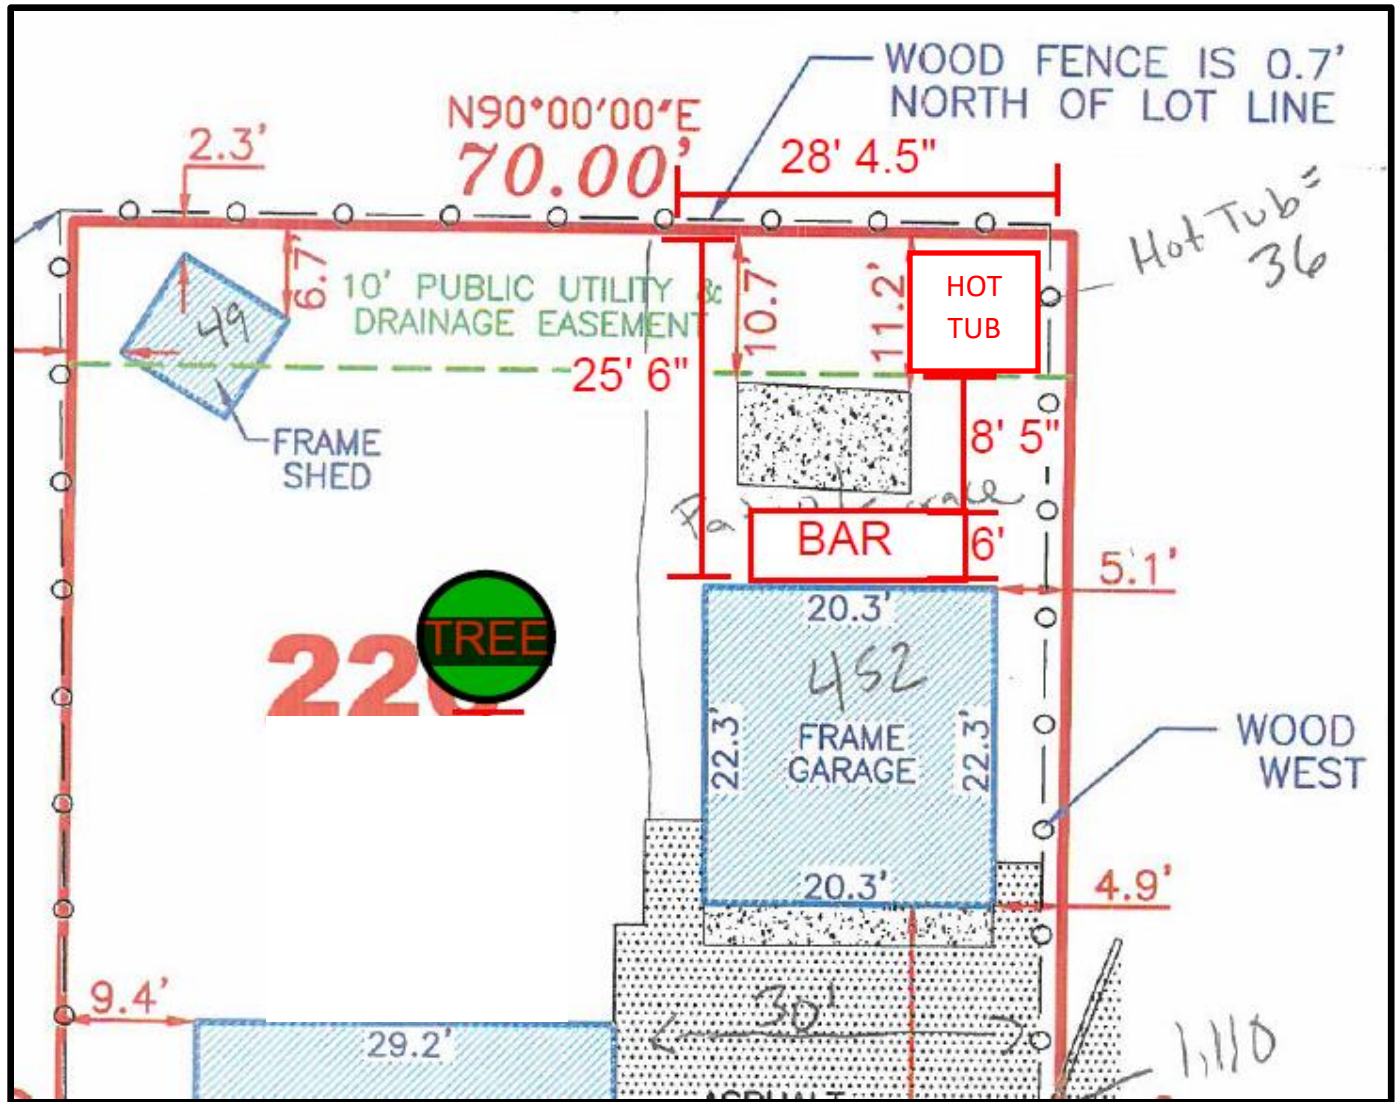 WOOD FENCE IS 0.7'
NORTH OF LOT LINE
N90°00'00"E
70.00'
2.3'
28' 4.5"
Hot Tub =
36
6.7'
10' PUBLIC UTILITY &
DRAINAGE EASEMENT
10.7'
11.2'
HOT
TUB
49
25' 6"
8' 5"
FRAME
SHED
BAR
6'
5.1'
20.3'
TREE
22
452
22.3'
FRAME
GARAGE
22.3'
WOOD
WEST
20.3'
4.9'
9.4'
30'
29.2'
1,110
ASPHALT